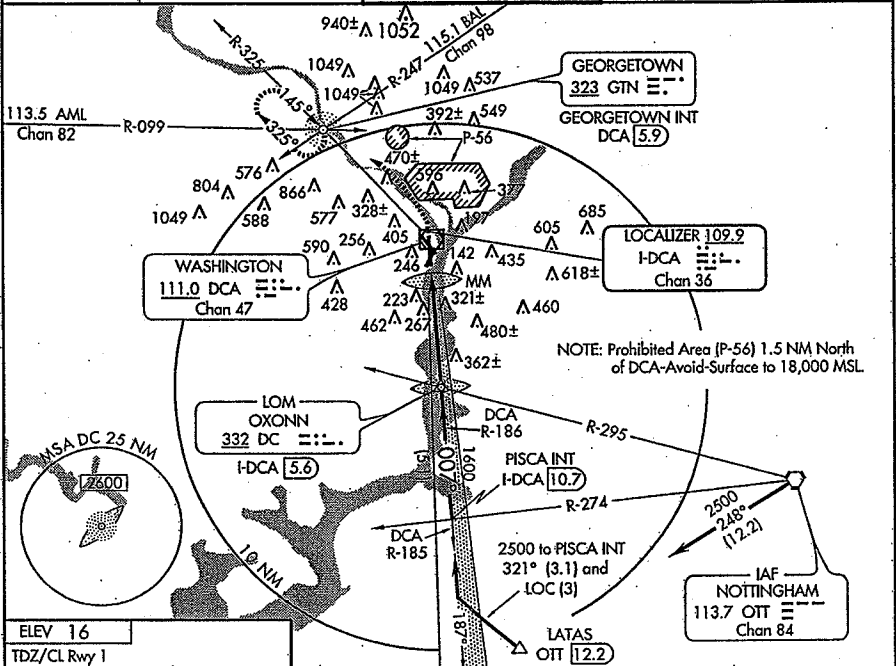 940± 1052
115.1 BAL
Chan 98
R-325
R-247
1049
1049
1049
537
GEORGETOWN
323 GTN
GEORGETOWN INT
DCA 5.9
113.5 AML
Chan 82
R-099
145°
325°
392±
549
P-56
470±
596
377
576
804
866
1049
588
577
328±
197
685
605
405
590
256
246
142
435
618±
LOCALIZER 109.9
I-DCA
Chan 36
WASHINGTON
111.0 DCA
Chan 47
MM
428
223
321±
460
462
267
480±
362±
NOTE: Prohibited Area (P-56) 1.5 NM North
of DCA-Avoid-Surface to 18,000 MSL.
LOM
OXONN
332 DC
I-DCA 5.6
DCA
R-186
R-295
MSA DC 25 NM
2600
1600
PISCA INT
I-DCA 10.7
R-274
2500
248°
(12.2)
DCA
R-185
10 NM
2500 to PISCA INT
321° (3.1) and
LOC (3)
187°
IAF
NOTTINGHAM
113.7 OTT
Chan 84
LATAS
OTT 12.2
ELEV 16
TDZ/CL Rwy 1